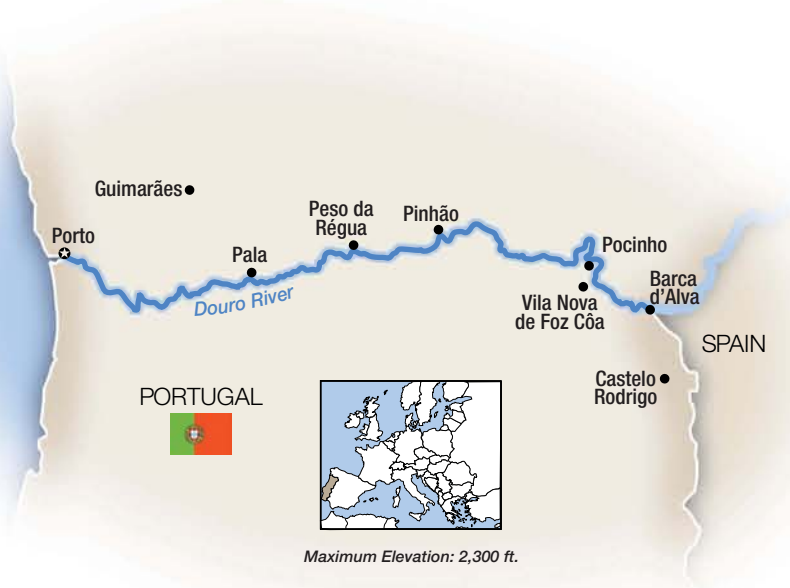 Guimarães
Porto
Peso da
Régua
Pinhão
Pala
Douro River
Pocinho
Barca
d'Alva
Vila Nova
de Foz Côa
SPAIN
Castelo
Rodrigo
PORTUGAL
Maximum Elevation: 2,300 ft.